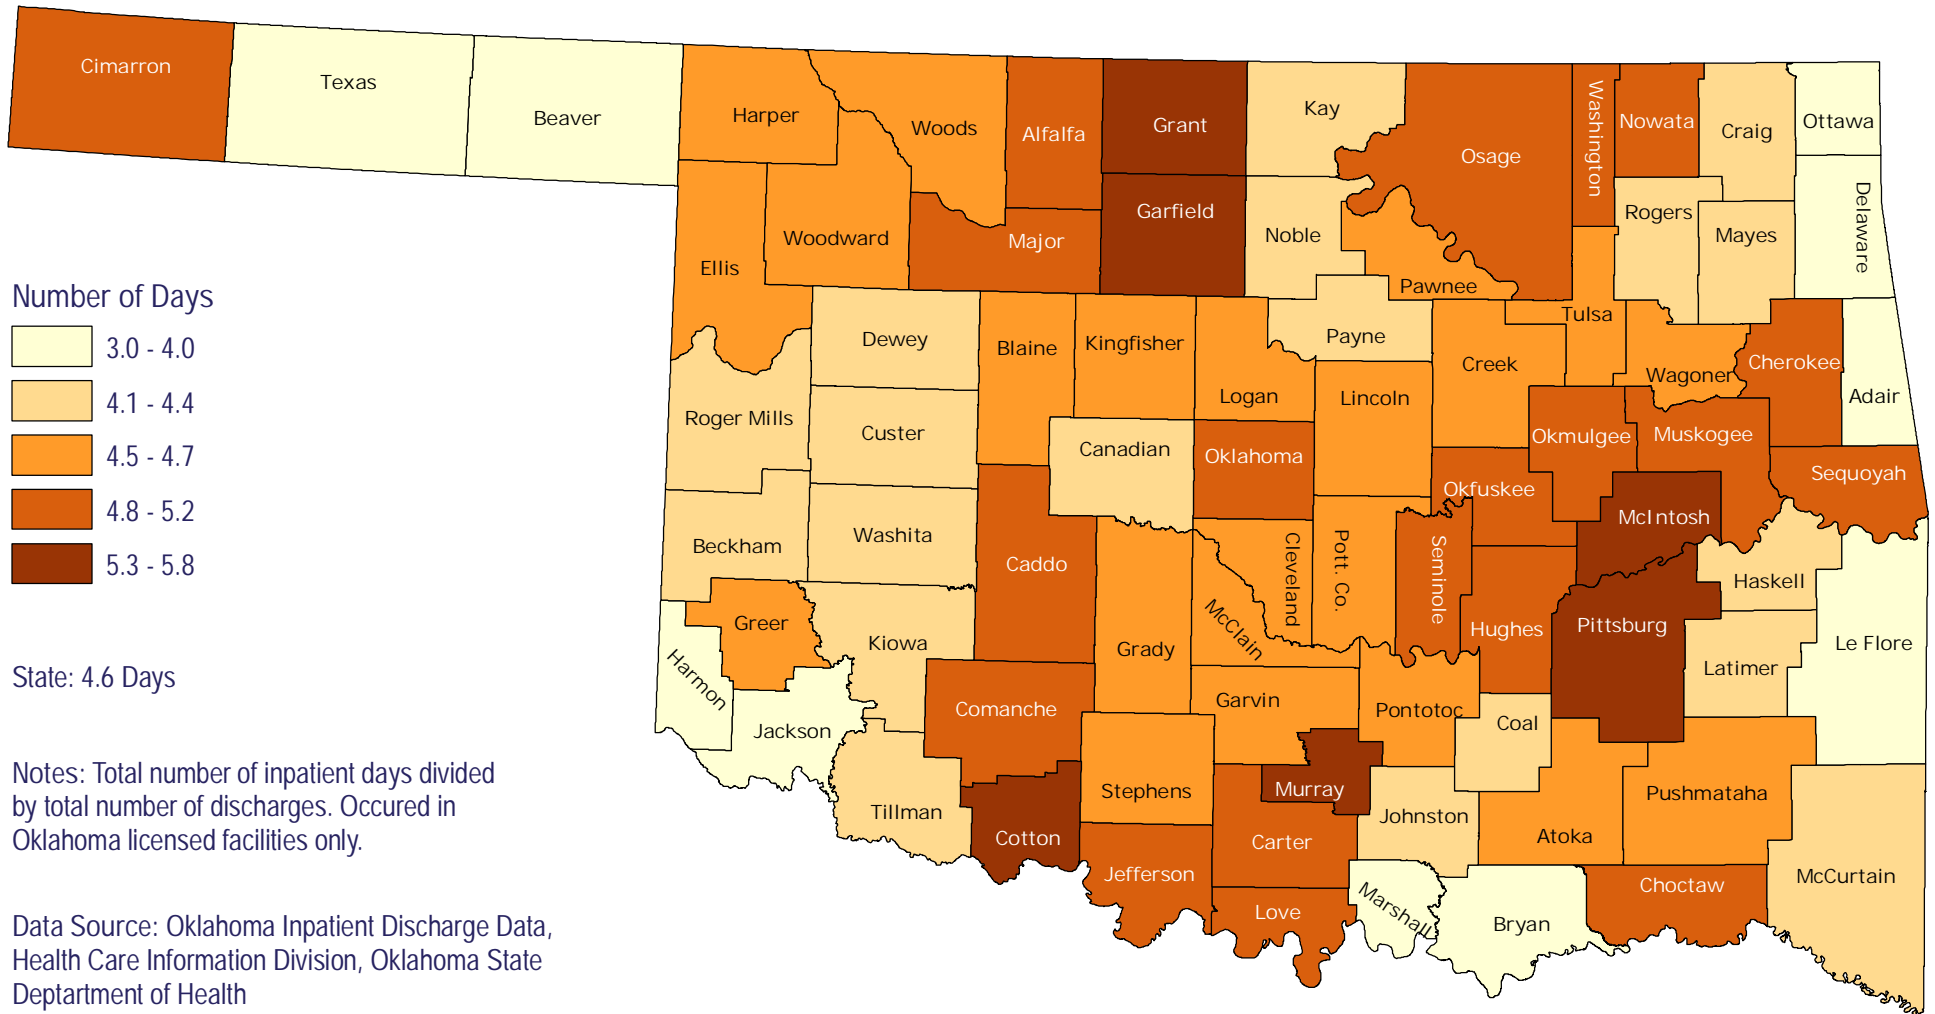 Cimarron
Texas
Beaver
Harper
Woods
Alfalfa
Grant
Kay
Osage
Washington
Nowata
Craig
Ottawa
Ellis
Woodward
Major
Garfield
Noble
Pawnee
Rogers
Mayes
Delaware
Number of Days
3.0 - 4.0
4.1 - 4.4
4.5 - 4.7
4.8 - 5.2
5.3 - 5.8
Dewey
Blaine
Kingfisher
Logan
Payne
Lincoln
Creek
Tulsa
Wagoner
Cherokee
Adair
Roger Mills
Custer
Canadian
Oklahoma
Okfuskee
Okmulgee
Muskogee
Sequoyah
Beckham
Washita
Caddo
Grady
McClain
Cleveland
Pott. Co.
Seminole
Hughes
McIntosh
Pittsburg
Haskell
Latimer
Le Flore
State: 4.6 Days
Harmon
Greer
Kiowa
Jackson
Comanche
Garvin
Pontotoc
Coal
Notes: Total number of inpatient days divided
by total number of discharges. Occured in
Oklahoma licensed facilities only.
Tillman
Cotton
Stephens
Murray
Johnston
Atoka
Pushmataha
McCurtain
Jefferson
Carter
Love
Marshall
Bryan
Choctaw
Data Source: Oklahoma Inpatient Discharge Data,
Health Care Information Division, Oklahoma State
Deptartment of Health